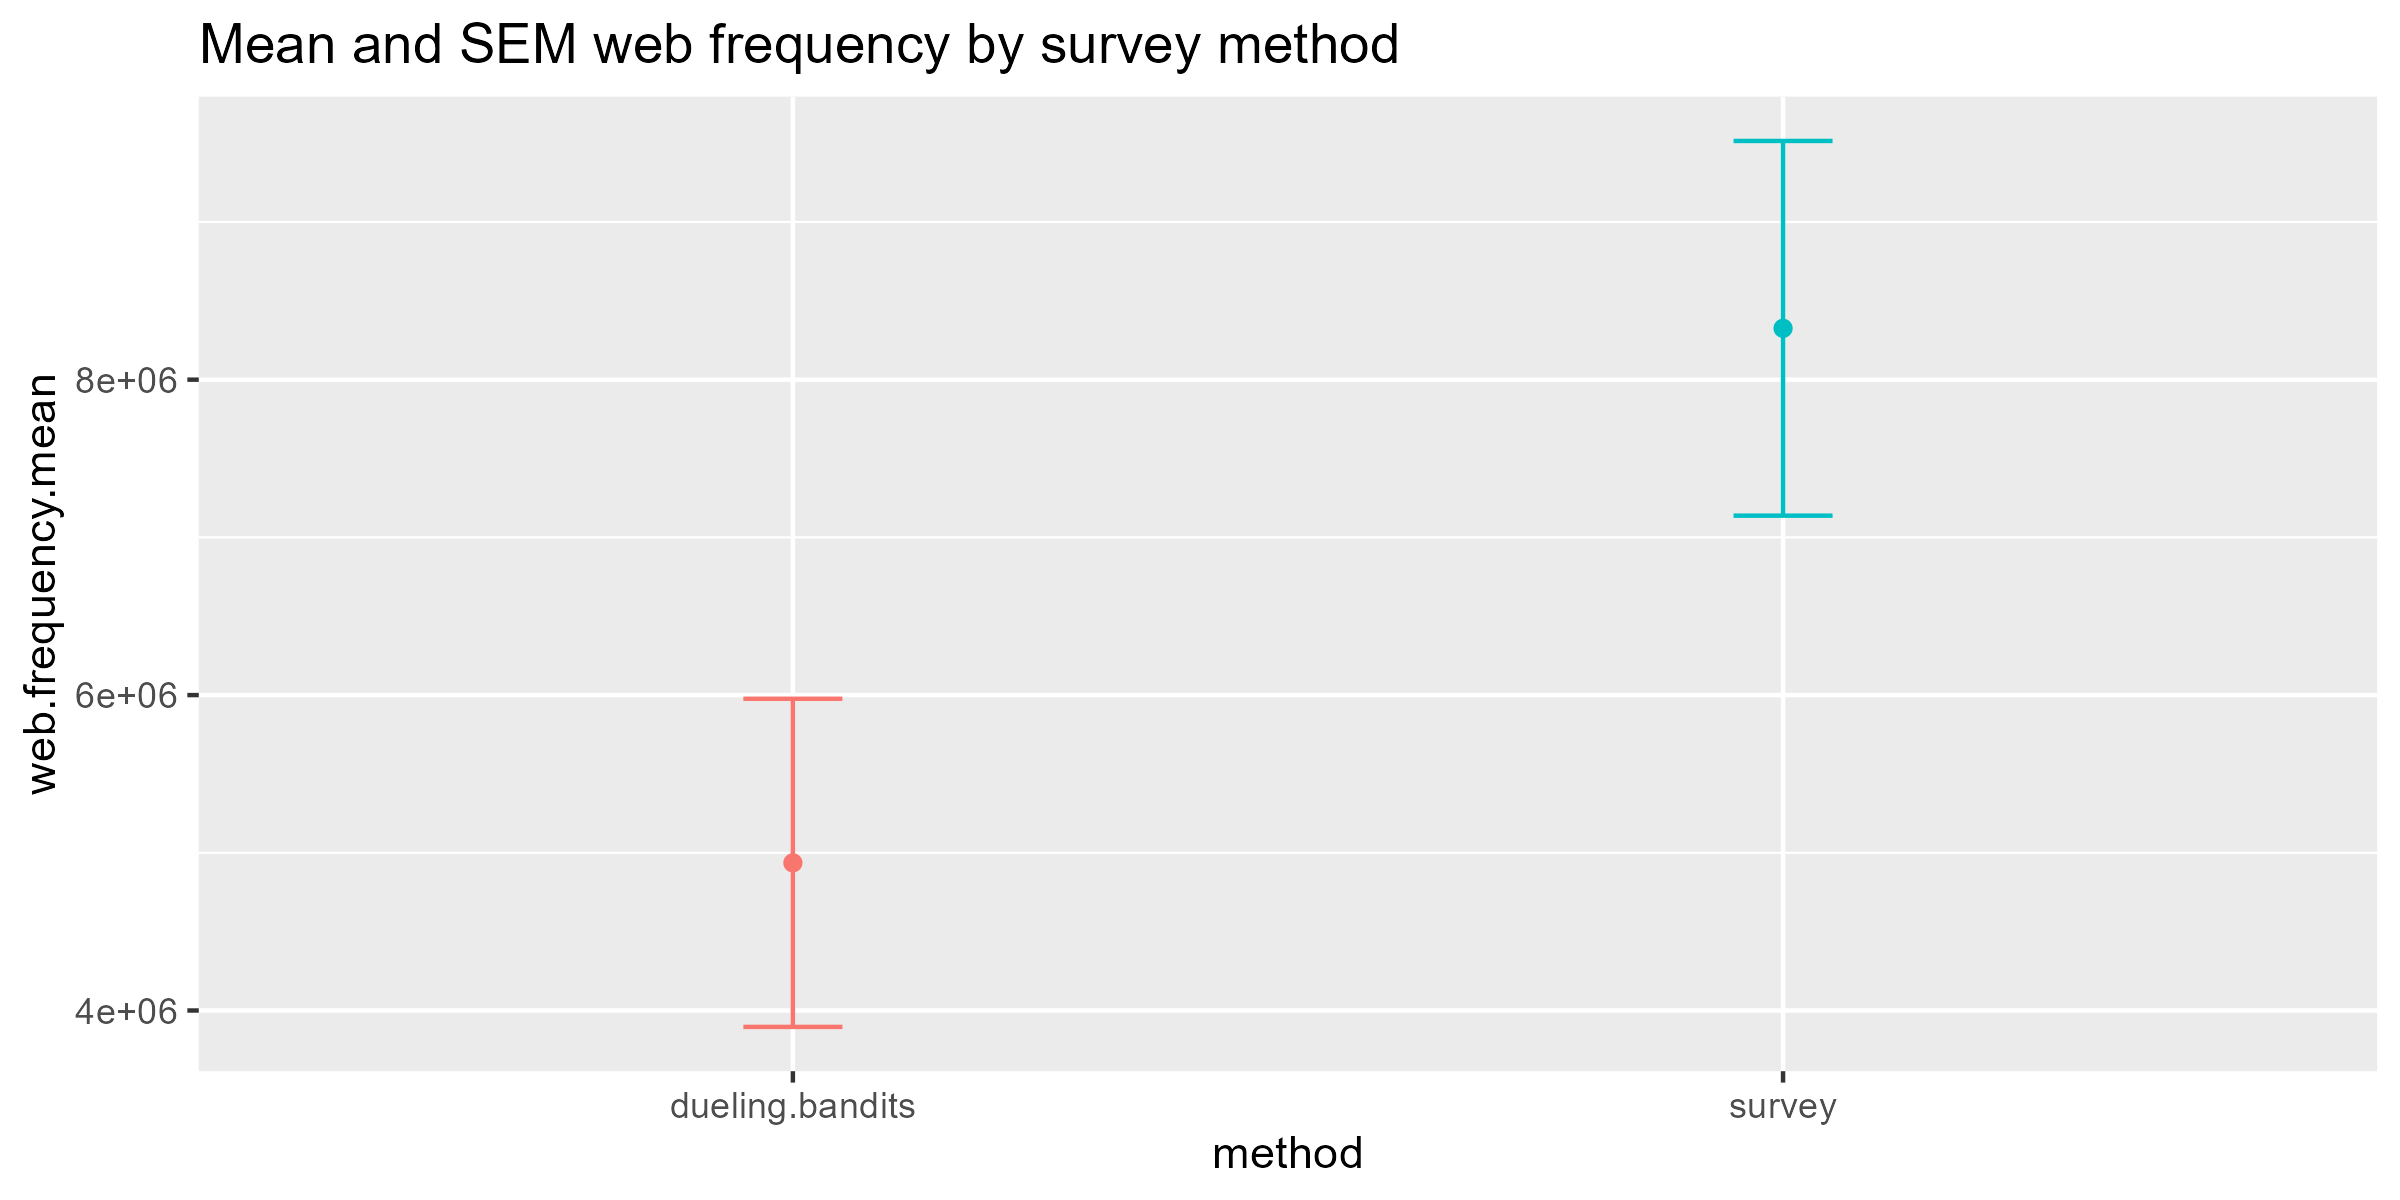 Mean and SEM web frequency by survey method
web.frequency.mean
8e+06
6e+06
4e+06
dueling.bandits
survey
method